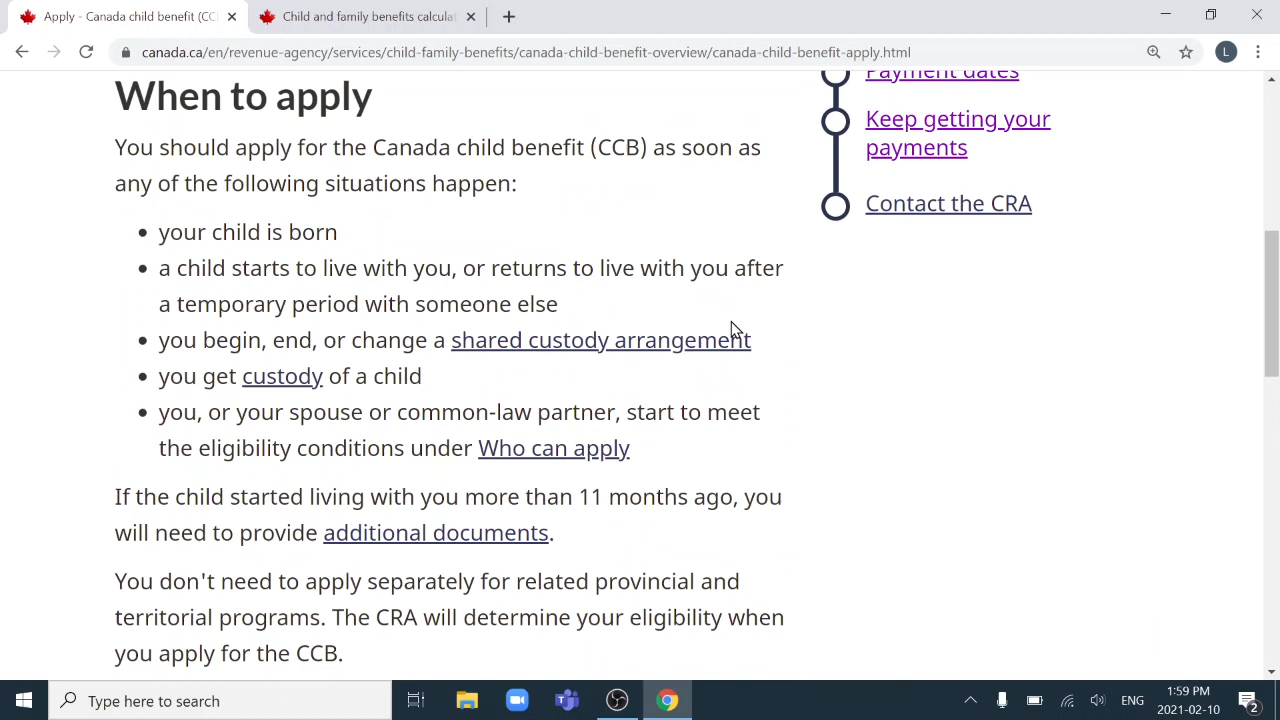 Apply - Canada child benefit (CC
Child and family benefits calcula
canada.ca/en/revenue-agency/services/child-family-benefits/canada-child-benefit-overview/canada-child-benefit-apply.html
L
When to apply
You should apply for the Canada child benefit (CCB) as soon as
any of the following situations happen:
your child is born
a child starts to live with you, or returns to live with you after
a temporary period with someone else
you begin, end, or change a shared custody arrangement
you get custody of a child
you, or your spouse or common-law partner, start to meet
the eligibility conditions under Who can apply
If the child started living with you more than 11 months ago, you
will need to provide additional documents.
You don't need to apply separately for related provincial and
territorial programs. The CRA will determine your eligibility when
you apply for the CCB.
Payment dates
Keep getting your
payments
Contact the CRA
Type here to search
ENG
1:59 PM
2021-02-10
2